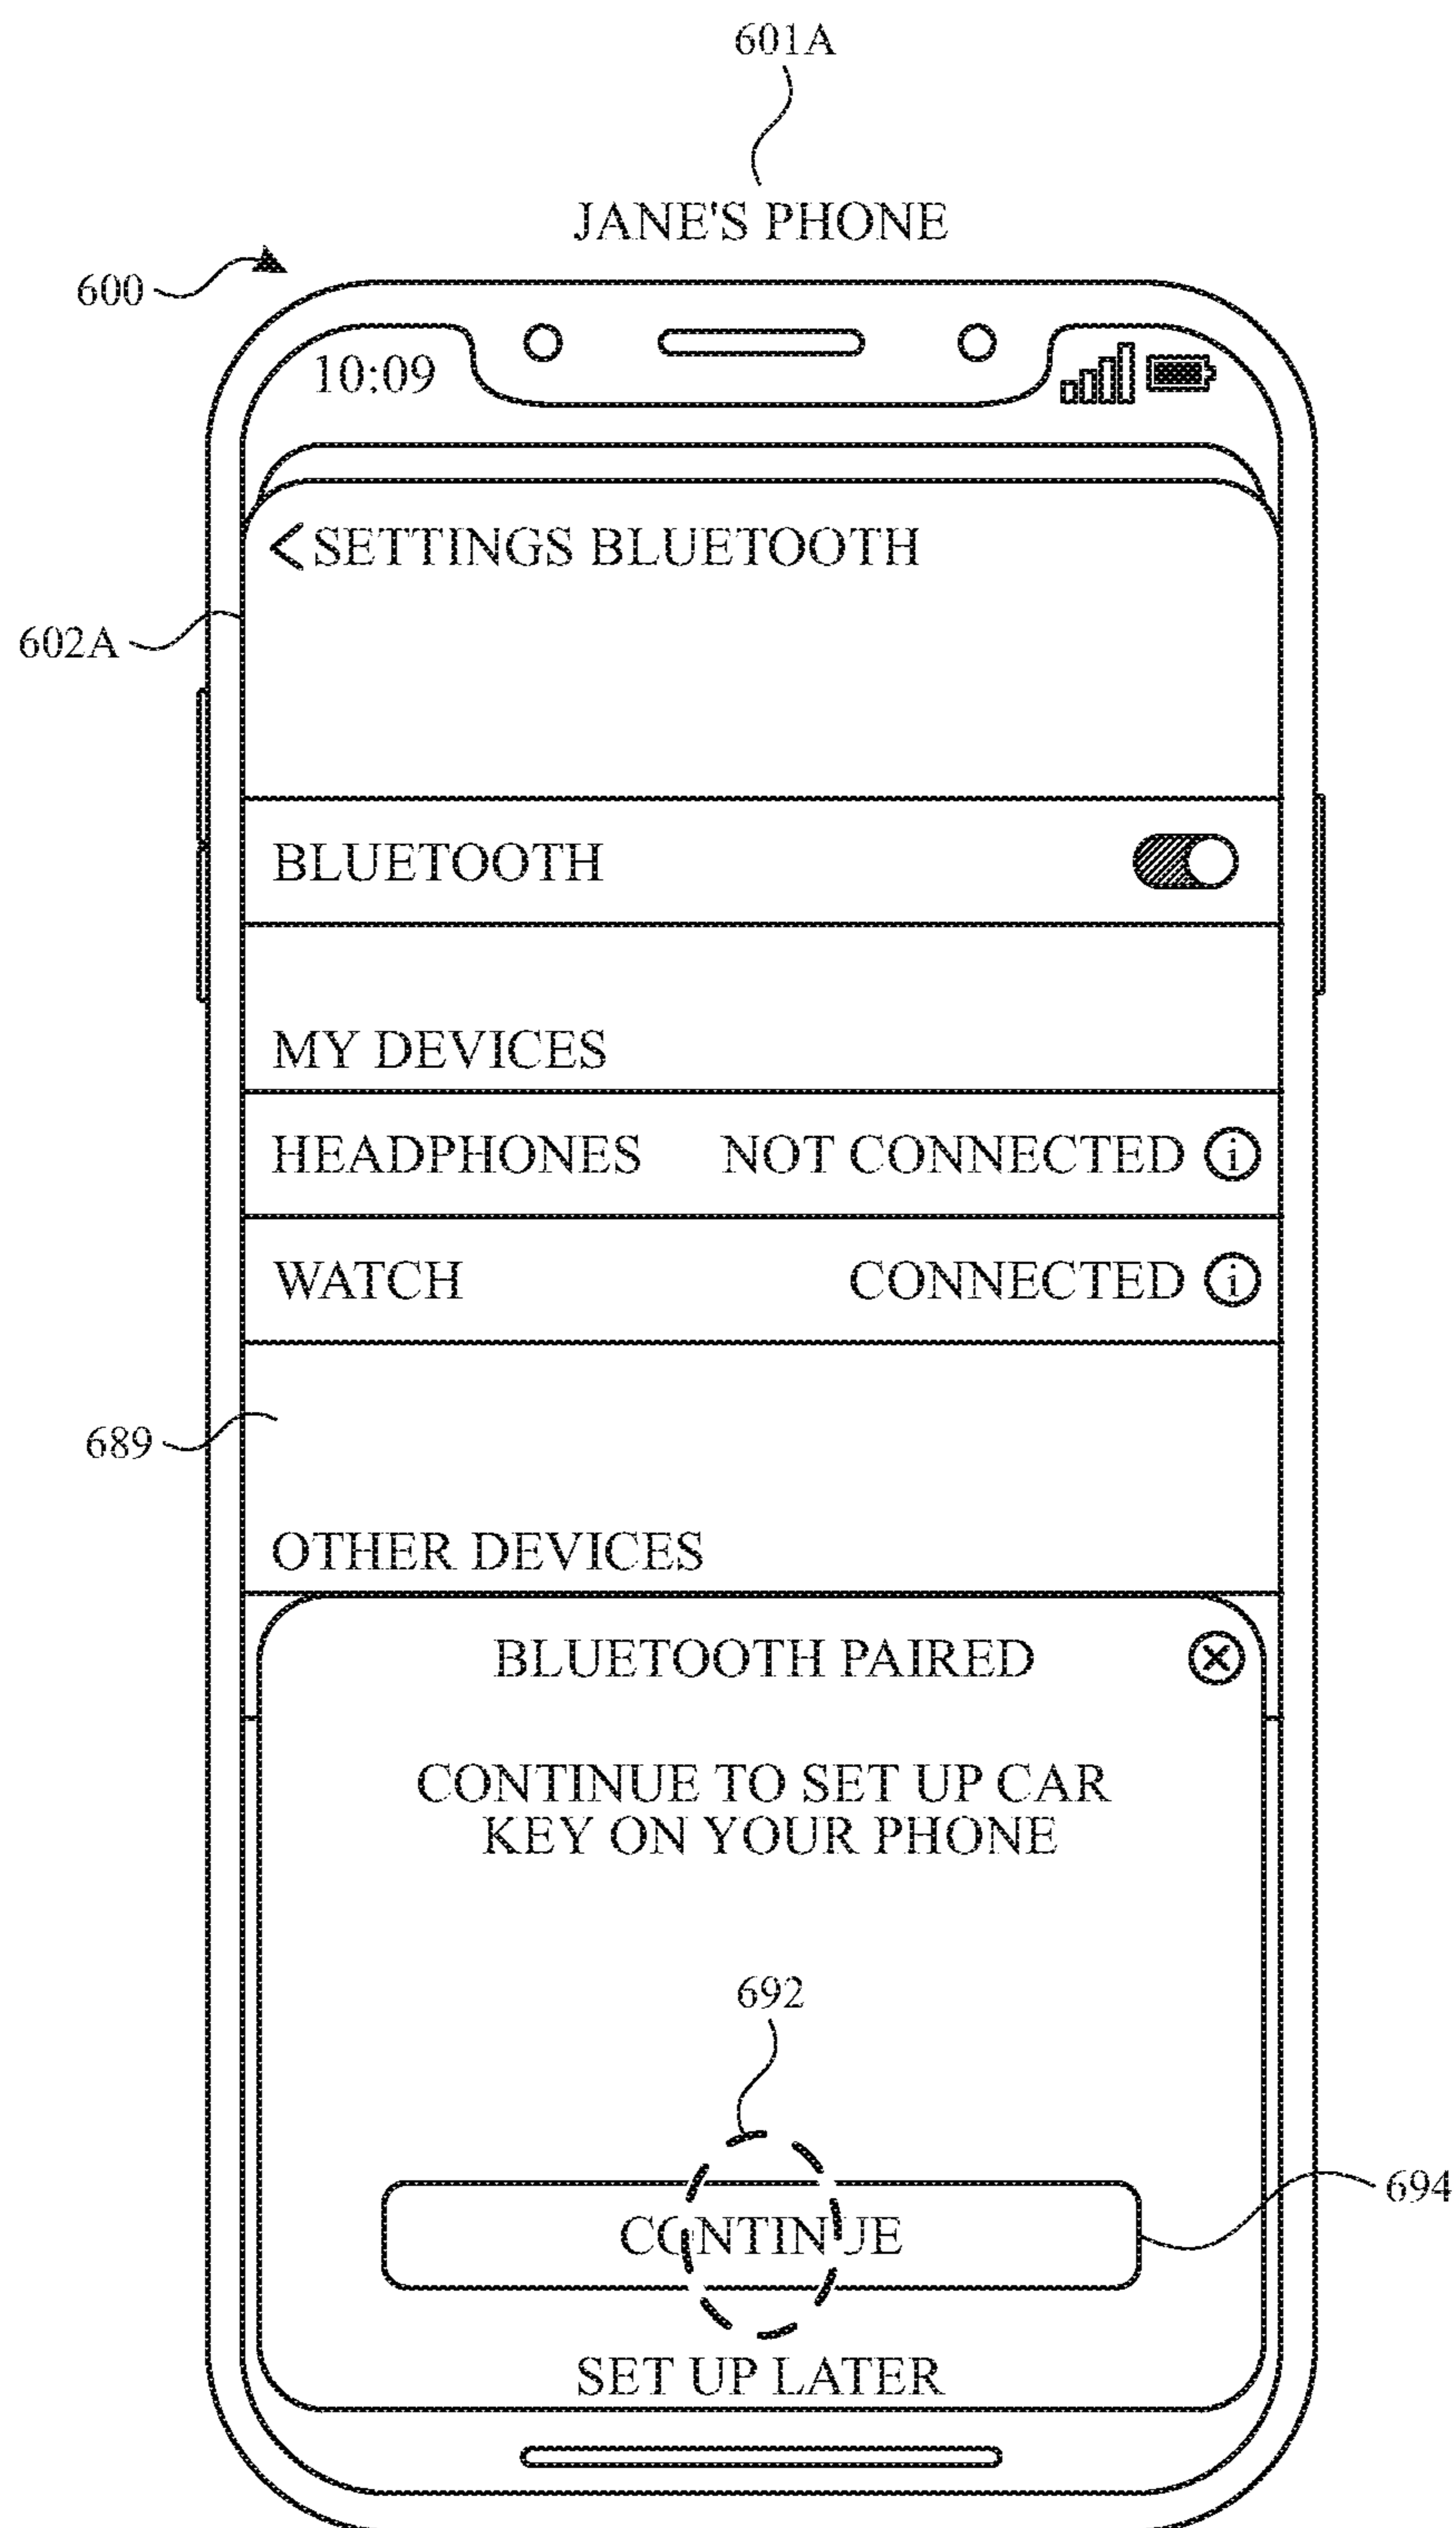 601A
JANE'S PHONE
600
10:09
SETTINGS BLUETOOTH
602A
BLUETOOTH
MY DEVICES
HEADPHONES NOT CONNECTED i
WATCH CONNECTED i
689
OTHER DEVICES
BLUETOOTH PAIRED
CONTINUE TO SET UP CAR
KEY ON YOUR PHONE
692
694
CONTINUE
SET UP LATER